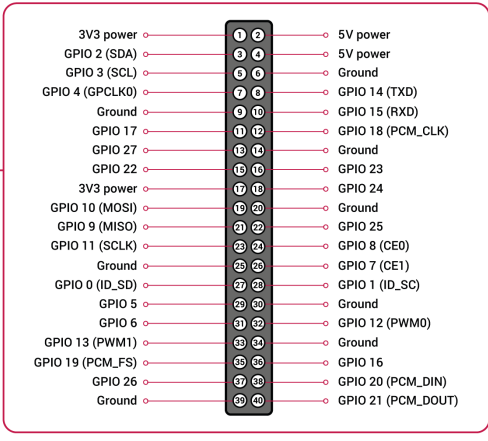 3V3 power 1 2 5V power
GPIO 2 (SDA) 3 4 5V power
GPIO 3 (SCL) 5 6 Ground
GPIO 4 (GPCLK0) 7 8 GPIO 14 (TXD)
Ground 9 10 GPIO 15 (RXD)
GPIO 17 11 12 GPIO 18 (PCM_CLK)
GPIO 27 13 14 Ground
GPIO 22 15 16 GPIO 23
3V3 power 17 18 GPIO 24
GPIO 10 (MOSI) 19 20 Ground
GPIO 9 (MISO) 21 22 GPIO 25
GPIO 11 (SCLK) 23 24 GPIO 8 (CE0)
Ground 25 26 GPIO 7 (CE1)
GPIO 0 (ID_SD) 27 28 GPIO 1 (ID_SC)
GPIO 5 29 30 Ground
GPIO 6 31 32 GPIO 12 (PWM0)
GPIO 13 (PWM1) 33 34 Ground
GPIO 19 (PCM_FS) 35 36 GPIO 16
GPIO 26 37 38 GPIO 20 (PCM_DIN)
Ground 39 40 GPIO 21 (PCM_DOUT)